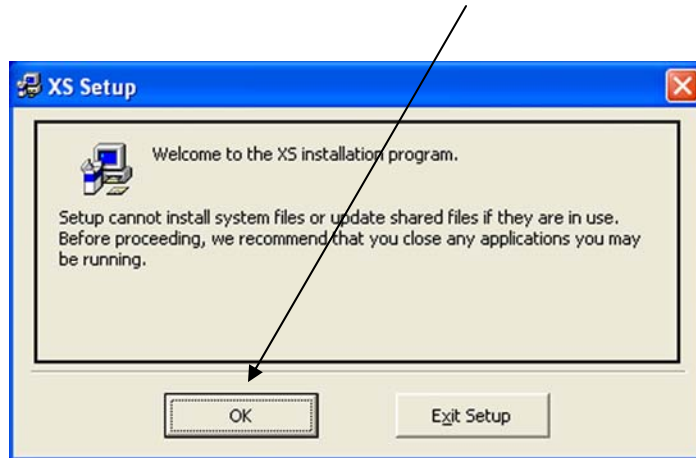 XS Setup
Welcome to the XS installation program.
Setup cannot install system files or update shared files if they are in use.
Before proceeding, we recommend that you close any applications you may
be running.
OK
Exit Setup